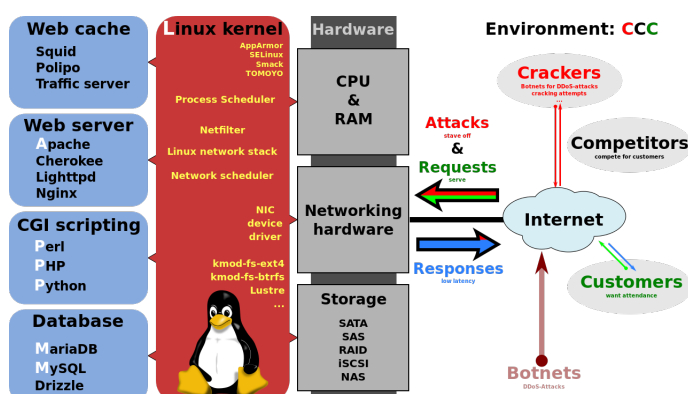 Web cache
Squid
Polipo
Traffic server
Web server
Apache
Cherokee
Lighttpd
Nginx
CGI scripting
Perl
PHP
Python
Database
MariaDB
MySQL
Drizzle
Linux kernel
AppArmor
SELinux
Smack
TOMOYO
Process Scheduler
Netfilter
Linux network stack
Network scheduler
NIC
device
driver
kmod-fs-ext4
kmod-fs-btrfs
Lustre
...
Hardware
CPU
&
RAM
Networking
hardware
Storage
SATA
SAS
RAID
iSCSI
NAS
Environment: CCC
Crackers
Botnets for DDoS-attacks
cracking attempts
...
Competitors
compete for customers
Attacks
stave off
&
Requests
serve
Internet
Responses
low latency
Customers
want attendance
Botnets
DDoS-Attacks